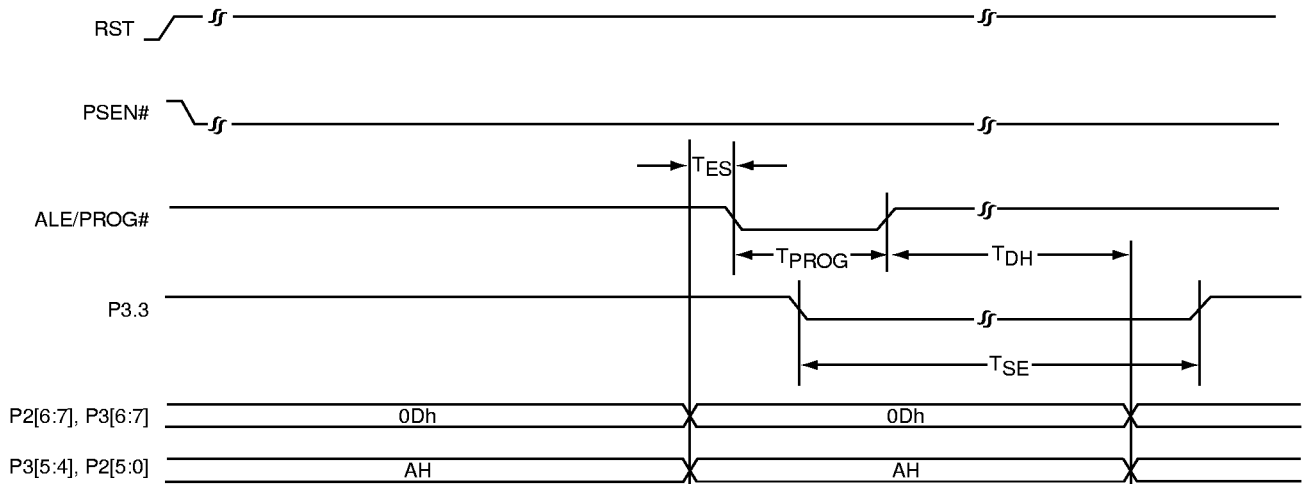 RST
PSEN#
TES
ALE/PROG#
TPROG
TDH
P3.3
TSE
P2[6:7], P3[6:7]
0Dh
0Dh
P3[5:4], P2[5:0]
AH
AH